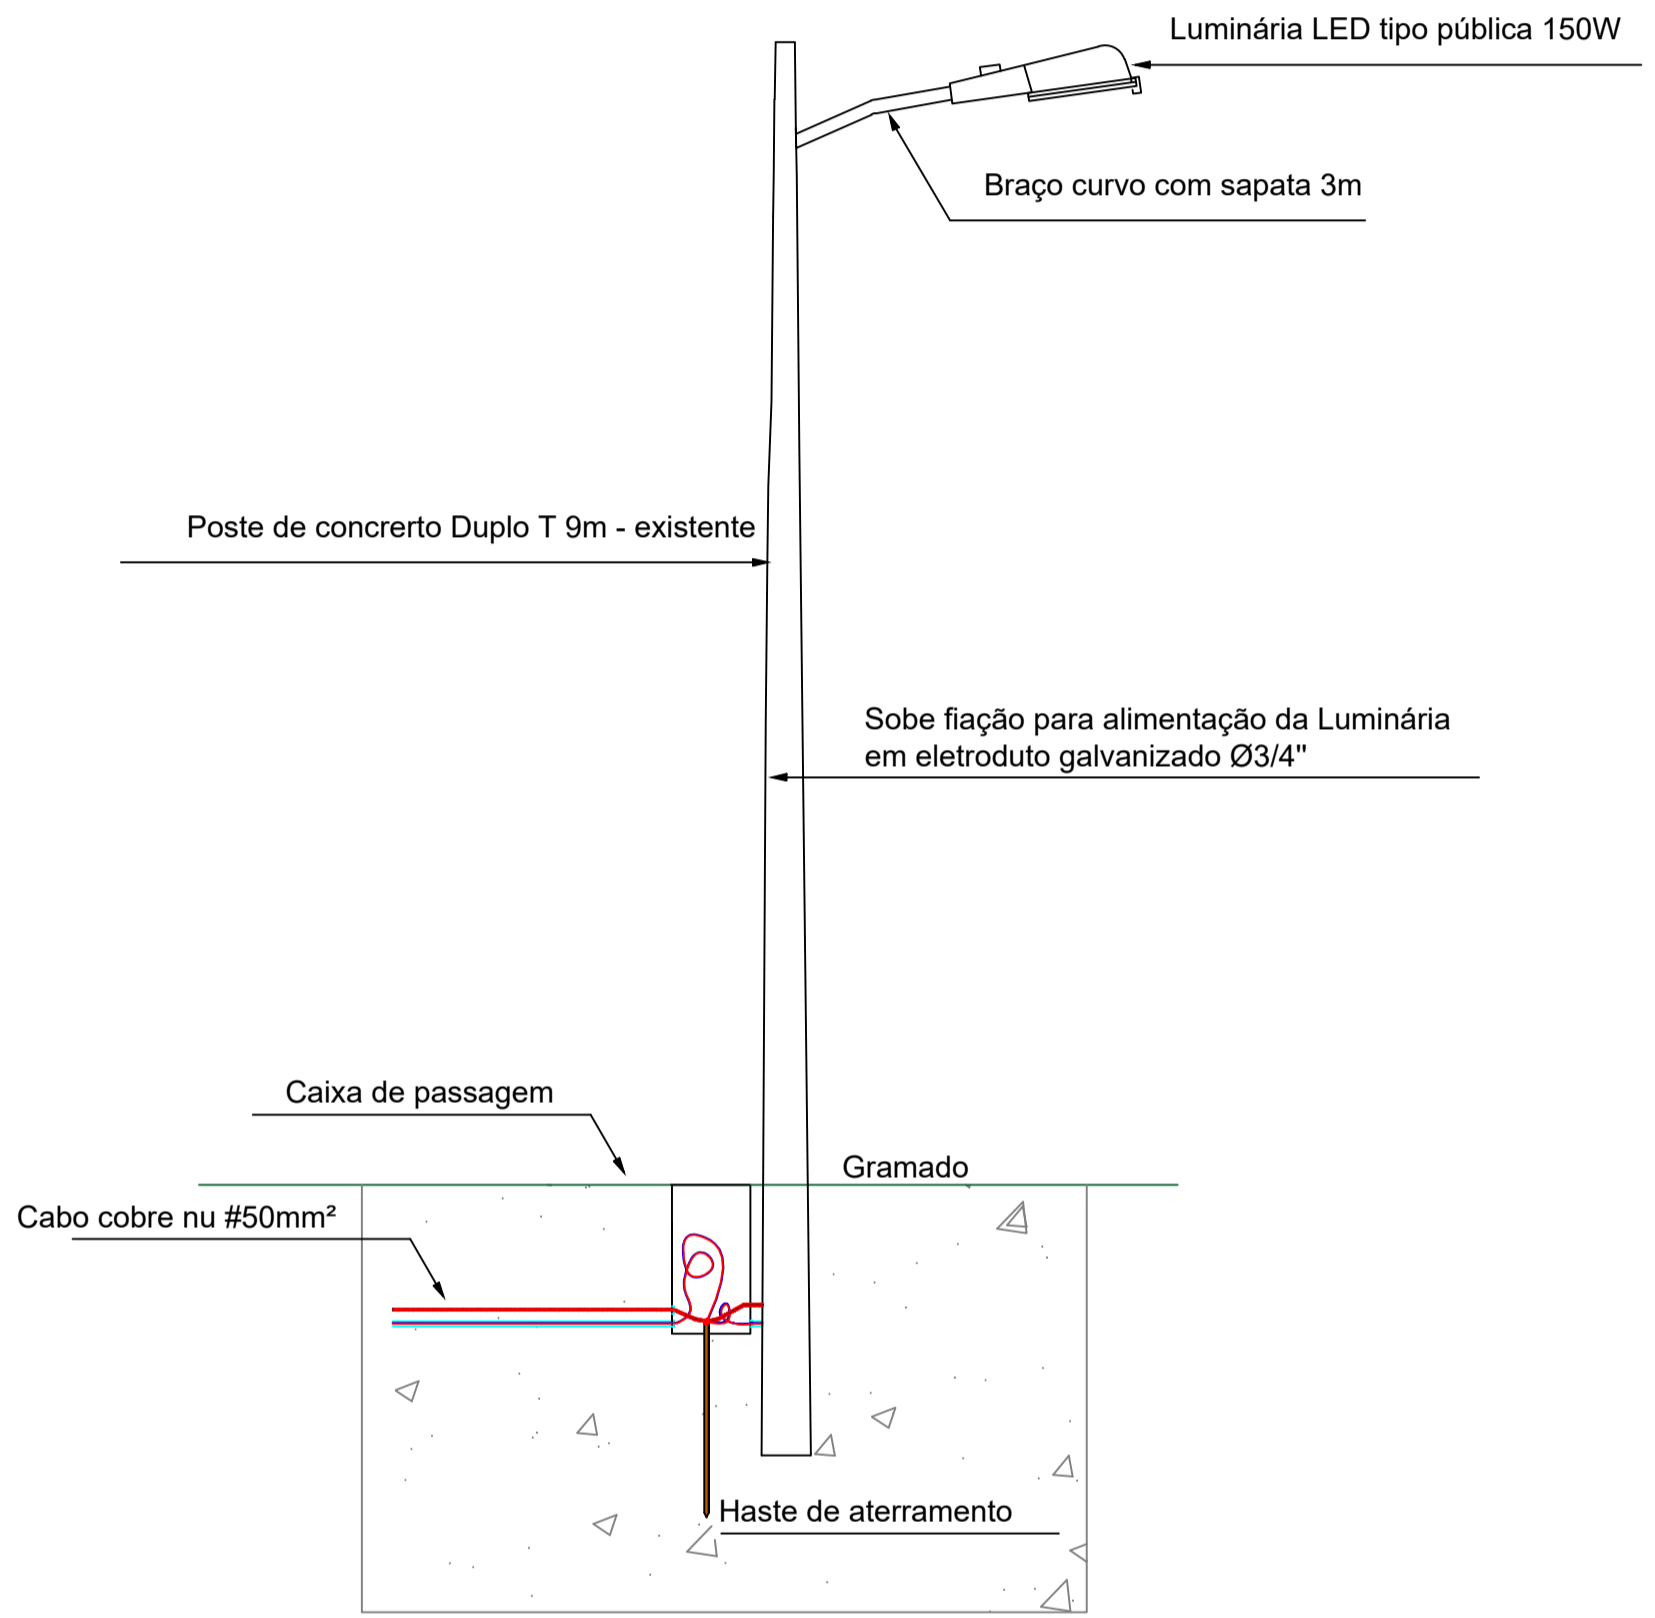 Luminária LED tipo pública 150W
Braço curvo com sapata 3m
Poste de concrerto Duplo T 9m - existente
Sobe fiação para alimentação da Luminária
em eletroduto galvanizado Ø3/4"
Caixa de passagem
Gramado
Cabo cobre nu #50mm²
Haste de aterramento